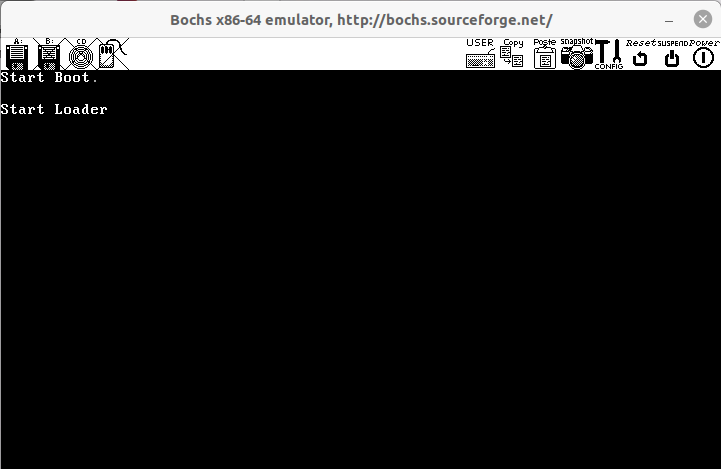 Bochs x86-64 emulator, http://bochs.sourceforge.net/
A: B: CD USER Copy Poste snapshot CONFIG Reset SUSPEND Power
Start Boot.
Start Loader